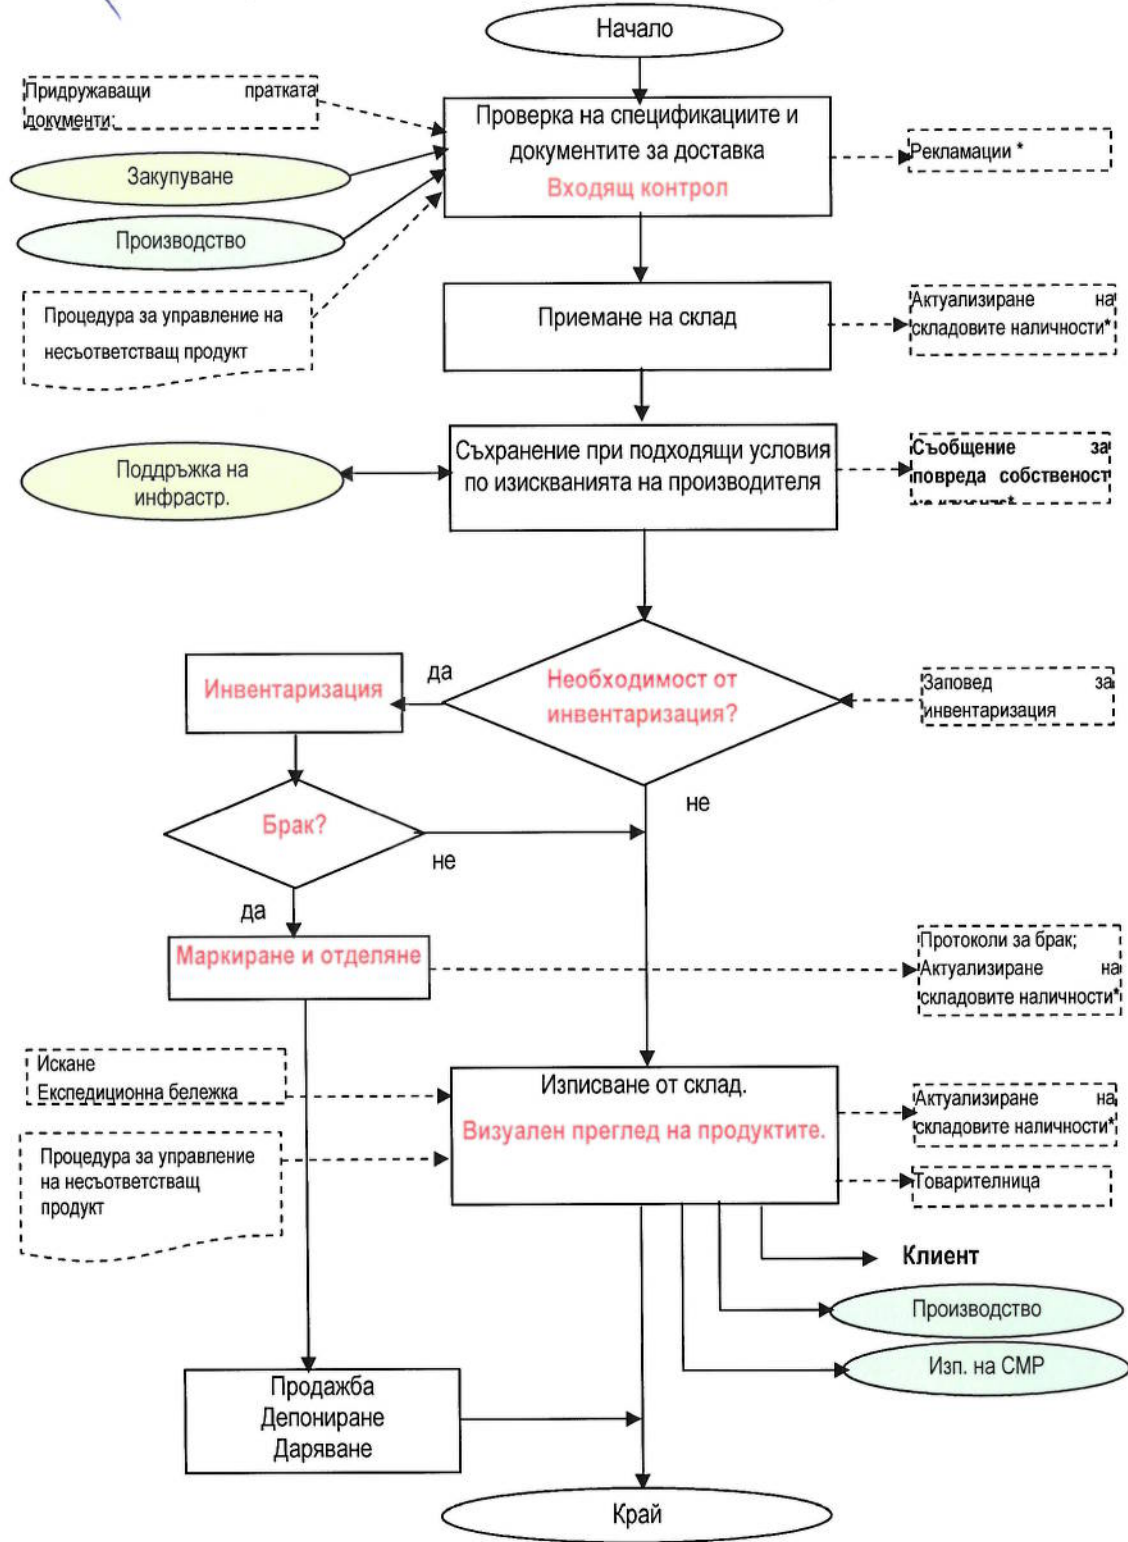 Начало
Придружаващи пратката
документи:
Проверка на спецификациите и
документите за доставка
Входящ контрол
Рекламации *
Закупуване
Производство
Процедура за управление на
несъответстващ продукт
Приемане на склад
Актуализиране на
складовите наличности*
Поддръжка на
инфрастр.
Съхранение при подходящи условия
по изискванията на производителя
Съобщение за
повреда собственост
Инвентаризация
да
Необходимост от
инвентаризация?
Заповед за
инвентаризация
не
Брак?
не
да
Маркиране и отделяне
Протоколи за брак;
Актуализиране на
складовите наличности*
Искане
Експедиционна бележка
Изписване от склад.
Визуален преглед на продуктите.
Актуализиране на
складовите наличности*
Процедура за управление
на несъответстващ
продукт
Товарителница
Клиент
Производство
Изп. на СМР
Продажба
Депониране
Даряване
Край